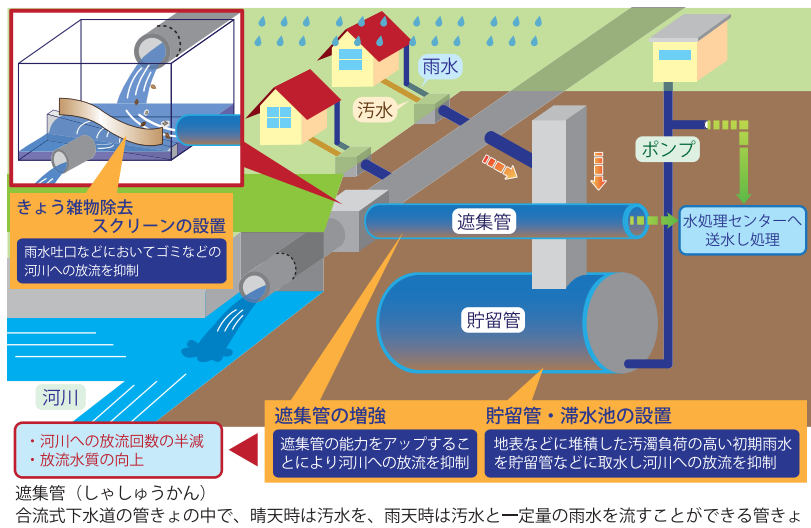 雨水
汚水
ポンプ
きょう雑物除去
スクリーンの設置
雨水吐口などにおいてゴミなどの
河川への放流を抑制
遮集管
水処理センターへ
送水し処理
貯留管
河川
遮集管の増強
遮集管の能力をアップするこ
とにより河川への放流を抑制
貯留管・滞水池の設置
地表などに堆積した汚濁負荷の高い初期雨水
を貯留管などに取水し河川への放流を抑制
・河川への放流回数の半減
・放流水質の向上
遮集管（しゃしゅうかん）
合流式下水道の管きょの中で、晴天時は汚水を、雨天時は汚水と一定量の雨水を流すことができる管きょ